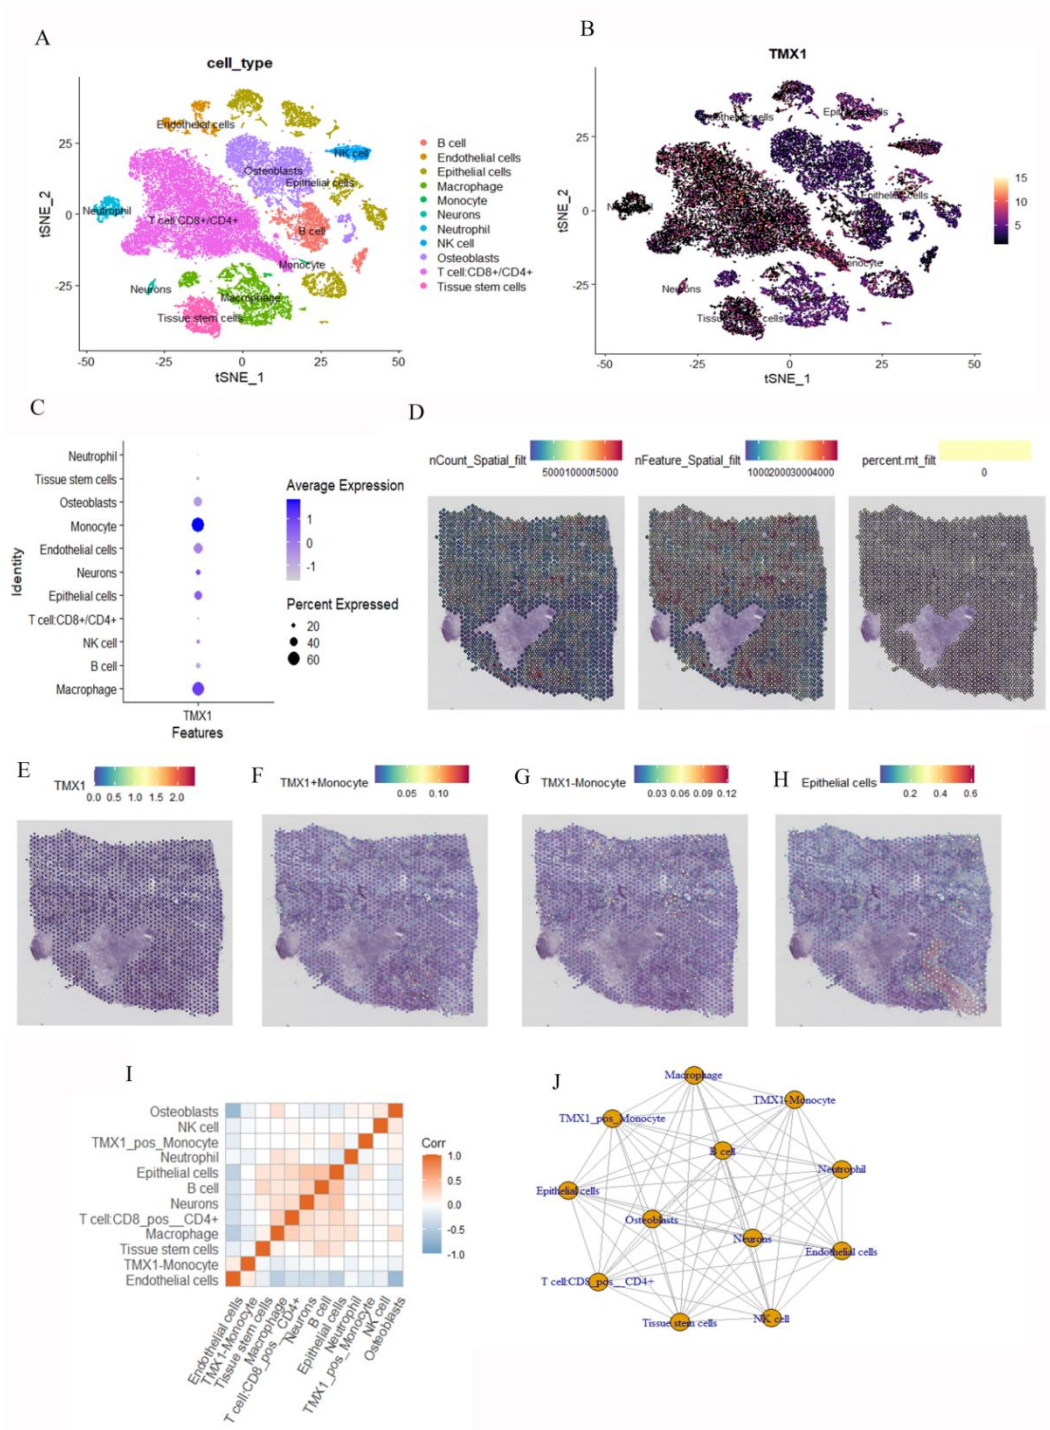 A
cell_type
Endothelial cells
NK cell
Osteoblasts
Epithelial cells
Neutrophil
T cell:CD8+/CD4+
B cell
Monocyte
Neurons
Macrophage
Tissue stem cells
25
0
-25
tSNE_2
-50 -25 0 25 50
tSNE_1
B cell
Endothelial cells
Epithelial cells
Macrophage
Monocyte
Neurons
Neutrophil
NK cell
Osteoblasts
T cell:CD8+/CD4+
Tissue stem cells
B
TMX1
Epithelial cells
Epithelial cells
Monocyte
Neurons
25
0
-25
tSNE_2
-50 -25 0 25 50
tSNE_1
15
10
5
C
Neutrophil
Tissue stem cells
Osteoblasts
Monocyte
Endothelial cells
Neurons
Epithelial cells
T cell:CD8+/CD4+
NK cell
B cell
Macrophage
Identity
TMX1
Features
Average Expression
1
0
-1
Percent Expressed
20
40
60
D
nCount_Spatial_filt
50001000015000
nFeature_Spatial_filt
1000200030004000
percent.mt_filt
0
E
TMX1
0.0 0.5 1.0 1.5 2.0
F
TMX1+Monocyte
0.05 0.10
G
TMX1-Monocyte
0.03 0.06 0.09 0.12
H
Epithelial cells
0.2 0.4 0.6
I
Osteoblasts
NK cell
TMX1_pos_Monocyte
Neutrophil
Epithelial cells
B cell
Neurons
T cell:CD8_pos__CD4+
Macrophage
Tissue stem cells
TMX1-Monocyte
Endothelial cells
Endothelial cells
TMX1-Monocyte
Tissue stem cells
Macrophage
T cell:CD8_pos__CD4+
Neurons
B cell
Epithelial cells
Neutrophil
TMX1_pos_Monocyte
NK cell
Osteoblasts
Corr
1.0
0.5
0.0
-0.5
-1.0
J
Macrophage
TMX1-Monocyte
TMX1_pos_Monocyte
B cell
Neutrophil
Epithelial cells
Osteoblasts
Neurons
Endothelial cells
T cell:CD8_pos__CD4+
Tissue stem cells
NK cell